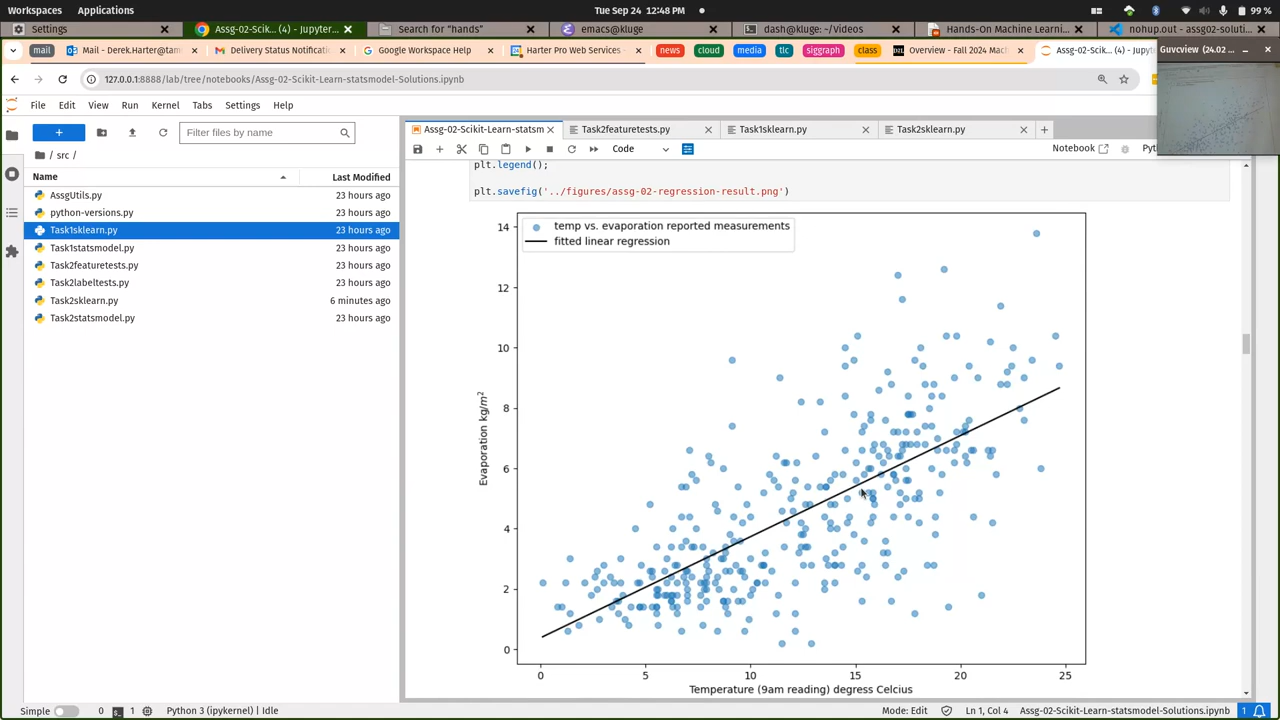 Workspaces Applications Tue Sep 24 12:48 PM 99 %
Settings Assg-02-Scik (4) - Jupyter... Search for "hands" emacs@kluge dash@kluge: ~/Videos Hands-On Machine Learnin... nohup.out - assg02-soluti...
mail Mail - Derek.Harter@tam Delivery Status Notificati Google Workspace Help Harter Pro Web Services - news cloud media tlc siggraph class Overview - Fall 2024 Mac Assg-02-Scik (4) - Jupy Guvcview (24.02
127.0.0.1:8888/lab/tree/notebooks/Assg-02-Scikit-Learn-statsmodel-Solutions.ipynb
File Edit View Run Kernel Tabs Settings Help
+ Filter files by name
/ src /
Name Last Modified
AssgUtils.py 23 hours ago
python-versions.py 23 hours ago
Task1sklearn.py 23 hours ago
Task1statsmodel.py 23 hours ago
Task2featuretests.py 23 hours ago
Task2labeltests.py 23 hours ago
Task2sklearn.py 6 minutes ago
Task2statsmodel.py 23 hours ago
Assg-02-Scikit-Learn-statsm Task2featuretests.py Task1sklearn.py Task2sklearn.py
Code Notebook Pyth
plt.legend();
plt.savefig('../figures/assg-02-regression-result.png')
temp vs. evaporation reported measurements
fitted linear regression
14
12
10
8
6
4
2
0
Evaporation kg/m²
0 5 10 15 20 25
Temperature (9am reading) degress Celcius
Simple 0 1 Python 3 (ipykernel) | Idle Mode: Edit Ln 1, Col 4 Assg-02-Scikit-Learn-statsmodel-Solutions.ipynb 1